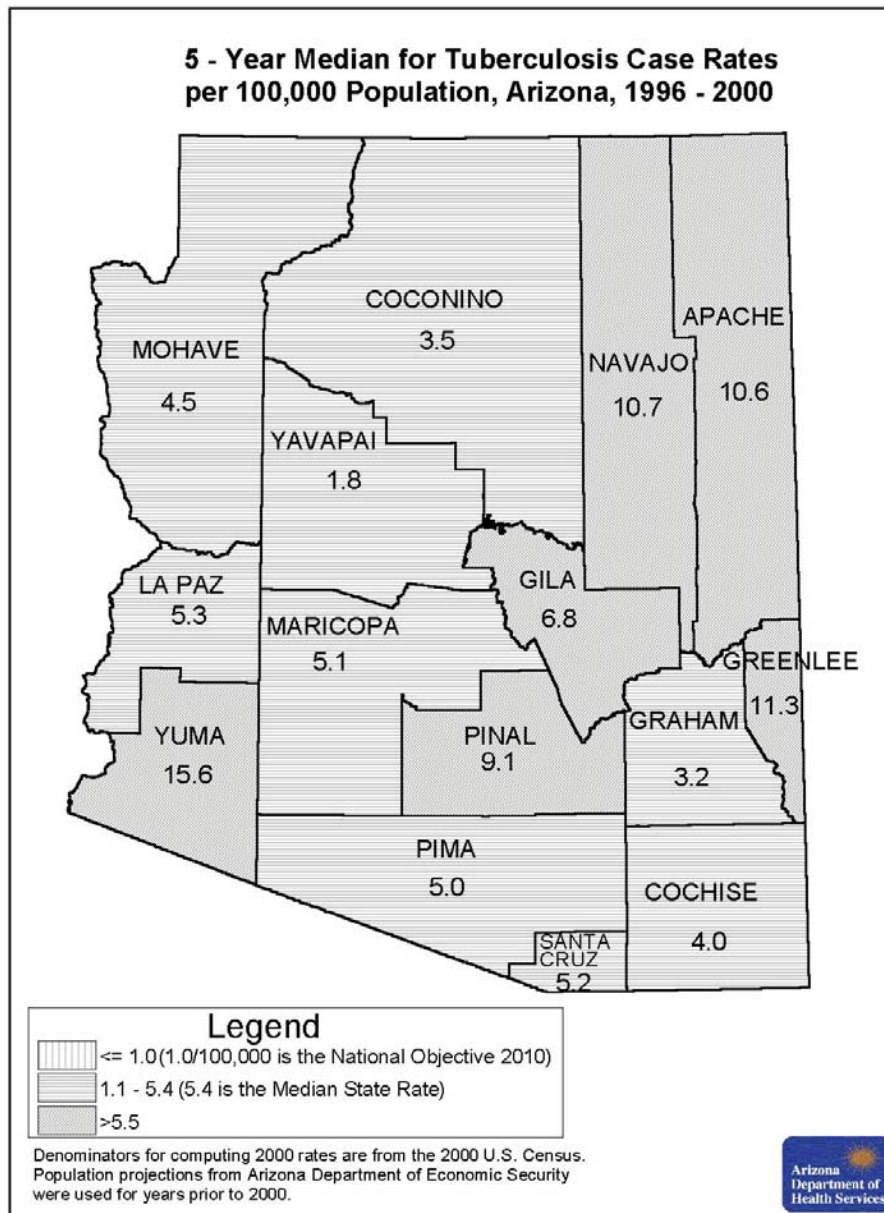 5 - Year Median for Tuberculosis Case Rates
per 100,000 Population, Arizona, 1996 - 2000
COCONINO
3.5
APACHE
10.6
MOHAVE
4.5
NAVAJO
10.7
YAVAPAI
1.8
LA PAZ
5.3
GILA
6.8
MARICOPA
5.1
GREENLEE
11.3
YUMA
15.6
PINAL
9.1
GRAHAM
3.2
PIMA
5.0
COCHISE
4.0
SANTA
CRUZ
5.2
Legend
<= 1.0 (1.0/100,000 is the National Objective 2010)
1.1 - 5.4 (5.4 is the Median State Rate)
>5.5
Denominators for computing 2000 rates are from the 2000 U.S. Census.
Population projections from Arizona Department of Economic Security
were used for years prior to 2000.
Arizona
Department of
Health Services